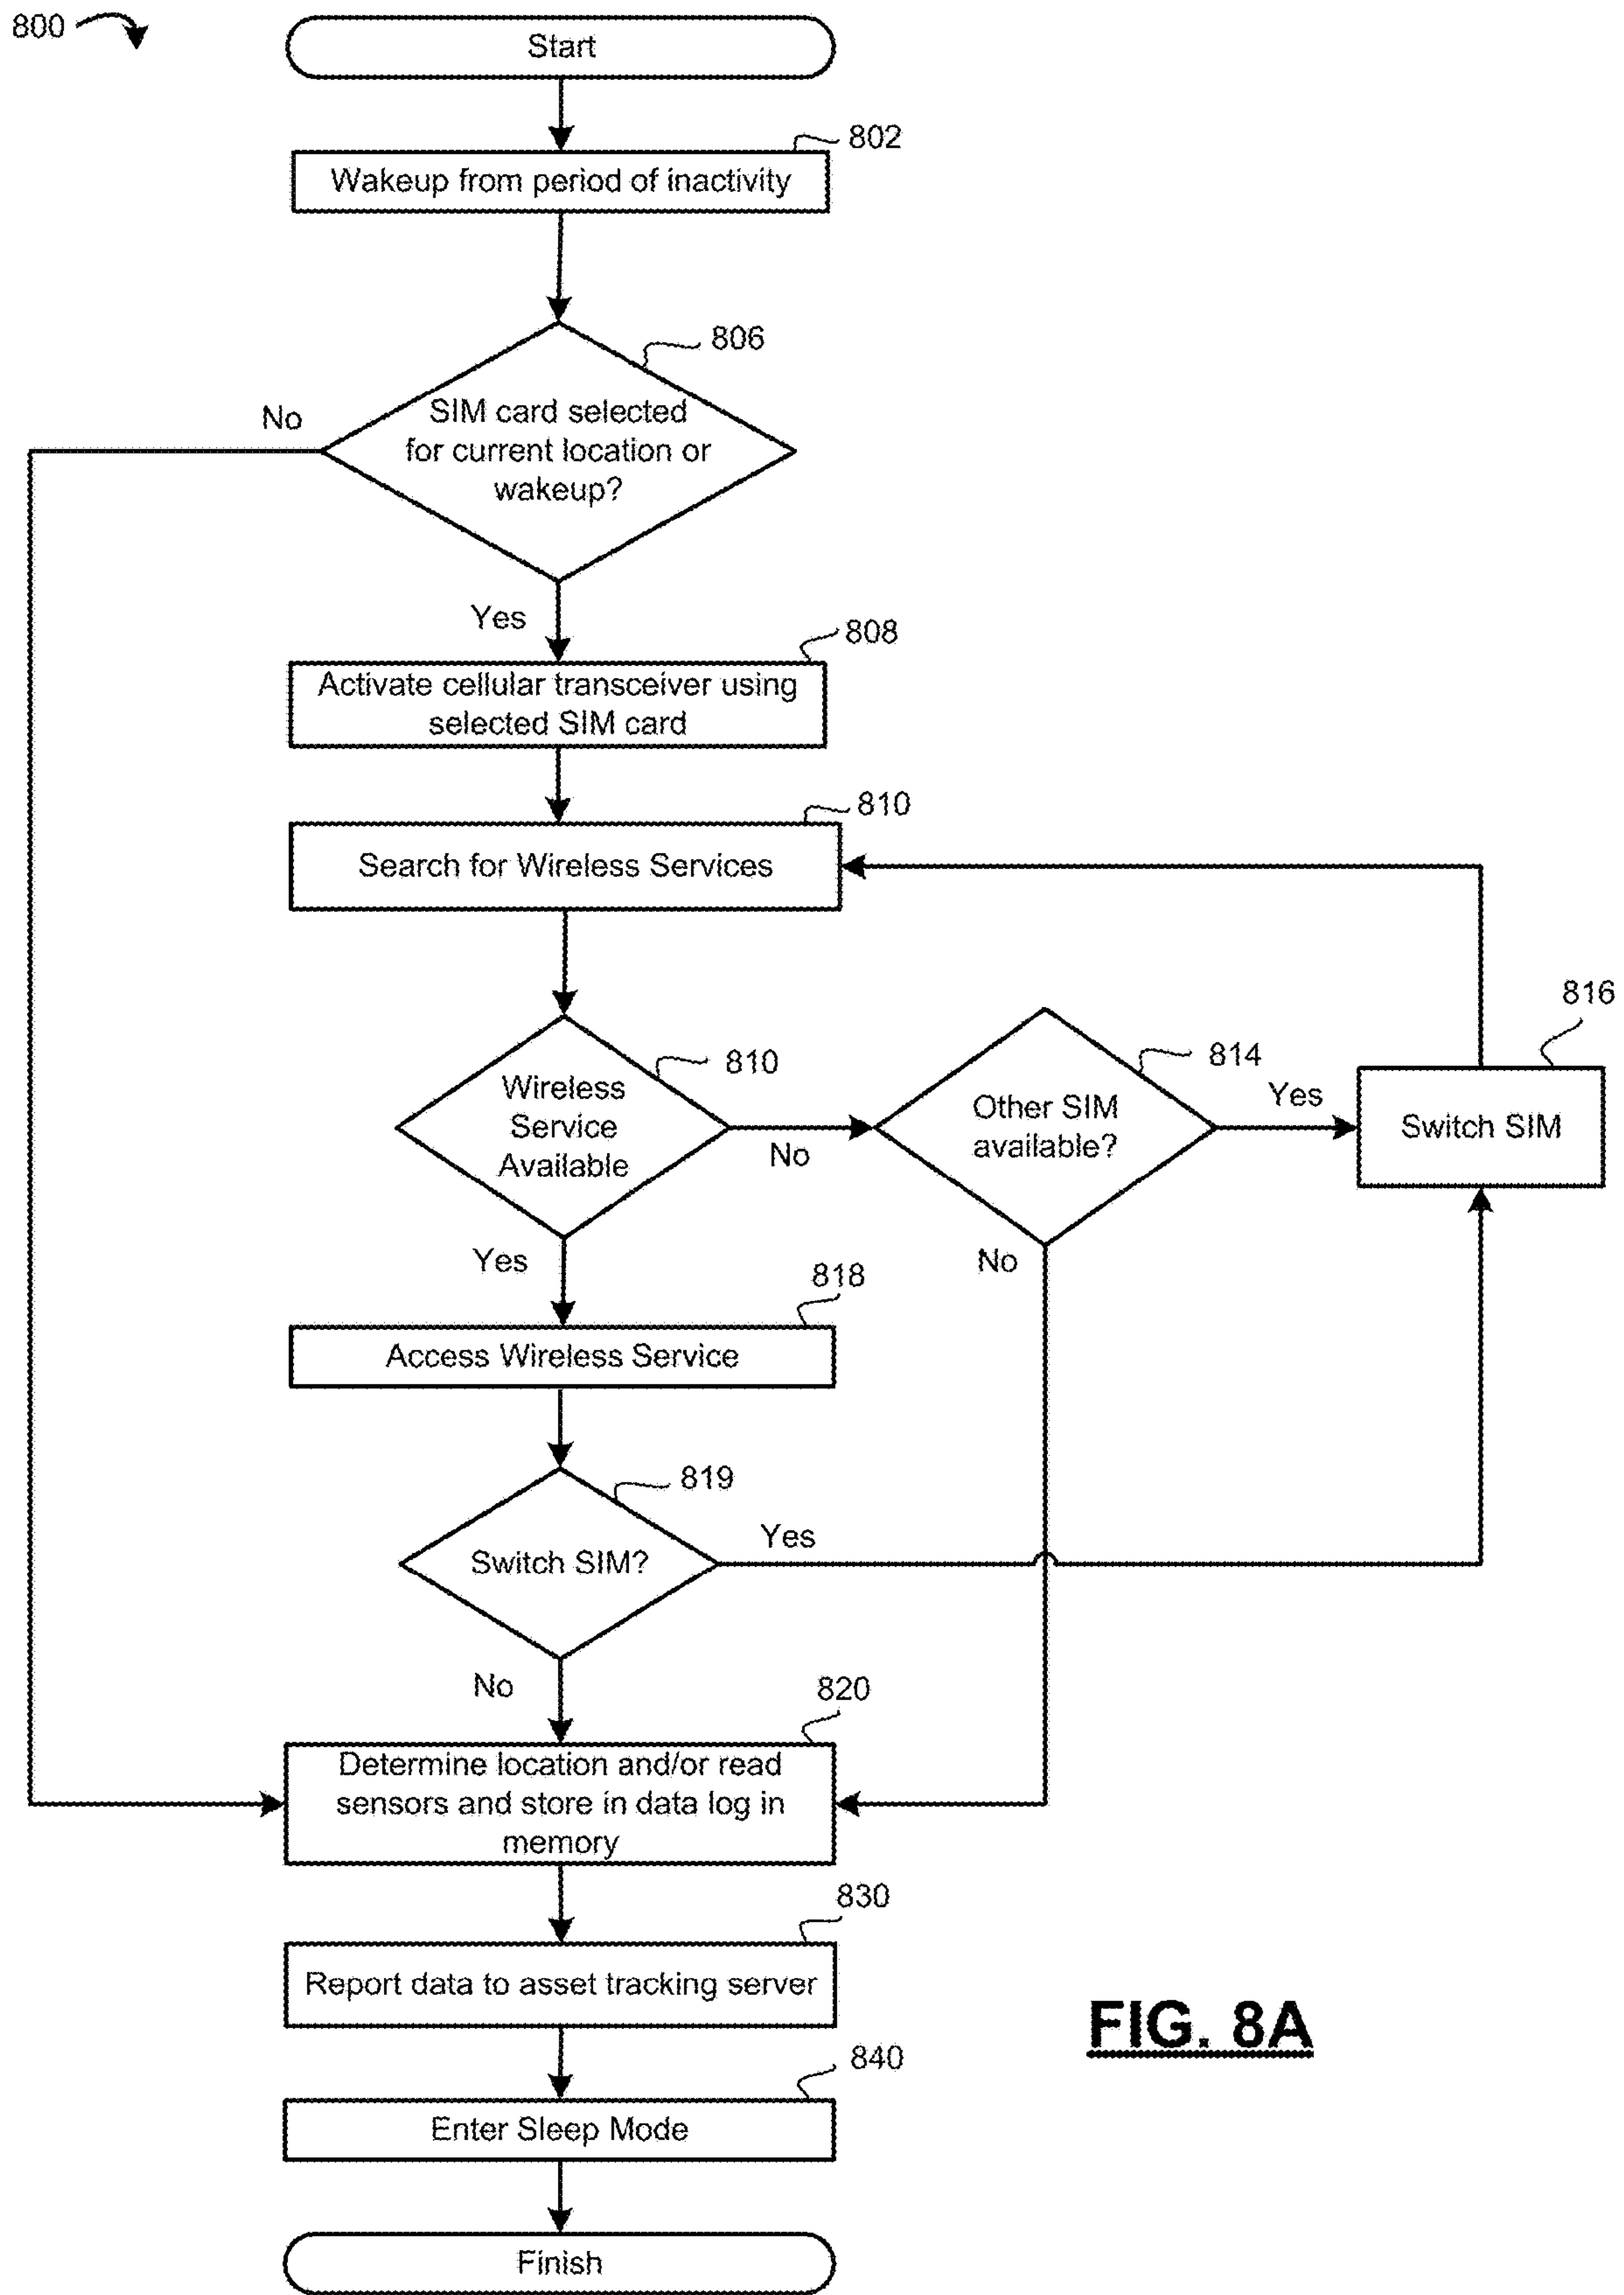 800
Start
802
Wakeup from period of inactivity
806
SIM card selected
for current location or
wakeup?
No
Yes
808
Activate cellular transceiver using
selected SIM card
810
Search for Wireless Services
810
Wireless
Service
Available
No
Yes
814
Other SIM
available?
Yes
No
816
Switch SIM
818
Access Wireless Service
819
Switch SIM?
Yes
No
820
Determine location and/or read
sensors and store in data log in
memory
830
Report data to asset tracking server
840
Enter Sleep Mode
Finish
FIG. 8A